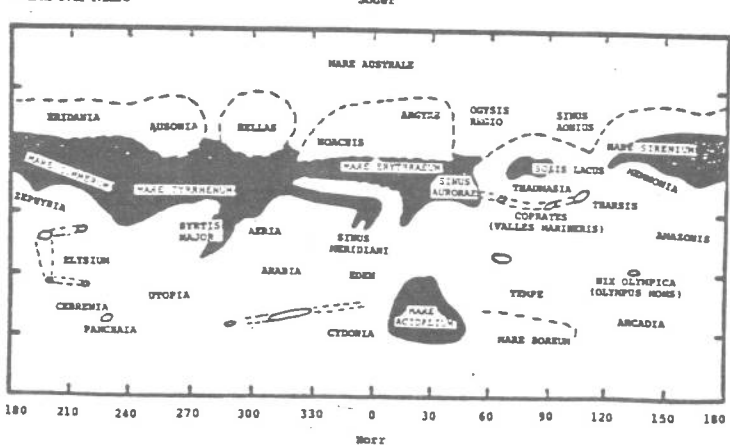 MARE AUSTRALE
ERIDANIA
AUSONIA
HELLAS
NOACHIS
ARGYRE
OGYSIS
REGIO
SINUS
AONIUS
MARE SIRENIUM
MARE CIMMERIUM
MARE TYRRHENUM
MARE ERYTHRAEUM
SINUS
AURORAE
SOLIS LACUS
THAUMASIA
MEMNONIA
COPRATES
(VALLES MARINERIS)
THARSIS
ZEPHYRIA
SYRTIS
MAJOR
AERIA
SINUS
MERIDIANI
AMAZONIS
ELYSIUM
ARABIA
EDEN
UTOPIA
TEMPE
NIX OLYMPICA
(OLYMPUS MONS)
CEBRENIA
PANCHAIA
CYDONIA
MARE
ACIDALIUM
MARE BOREUM
ARCADIA
180 210 240 270 300 330 0 30 60 90 120 150 180
Norr